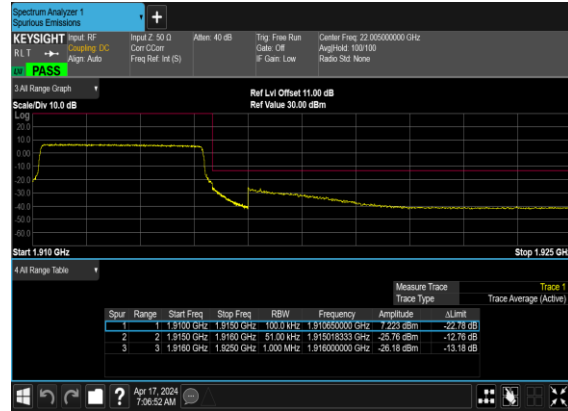 Spectrum Analyzer 1
Spurious Emissions
KEYSIGHT Input: RF Input Z: 50 Ω Atten: 40 dB Trig: Free Run Center Freq: 22.005000000 GHz
RLT Coupling: DC Corr CCorr Gate: Off Avg|Hold: 100/100
Align: Auto Freq Ref: Int (S) IF Gain: Low Radio Std: None
PASS
3 All Range Graph
Ref Lvl Offset 11.00 dB
Scale/Div 10.0 dB Ref Value 30.00 dBm
Log
20.0
10.0
0.00
-10.0
-20.0
-30.0
-40.0
-50.0
-60.0
Start 1.910 GHz Stop 1.925 GH
4 All Range Table
Measure Trace Trace 1
Trace Type Trace Average (Active)
Spur Range Start Freq Stop Freq RBW Frequency Amplitude ΔLimit
1 1 1.9100 GHz 1.9150 GHz 100.0 kHz 1.910650000 GHz 7.223 dBm -22.78 dB
2 2 1.9150 GHz 1.9160 GHz 51.00 kHz 1.915018333 GHz -25.76 dBm -12.76 dB
3 3 1.9160 GHz 1.9250 GHz 1.000 MHz 1.916000000 GHz -26.18 dBm -13.18 dB
? Apr 17, 2024
7:06:52 AM